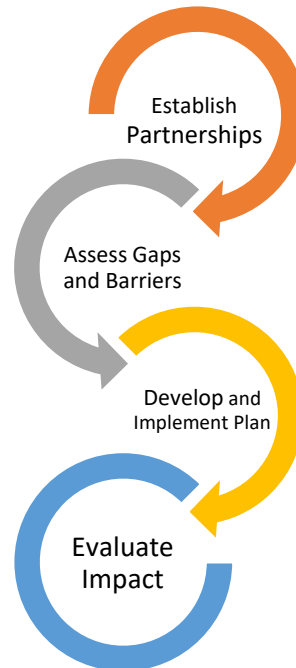 Establish
Partnerships
Assess Gaps
and Barriers
Develop and
Implement Plan
Evaluate
Impact